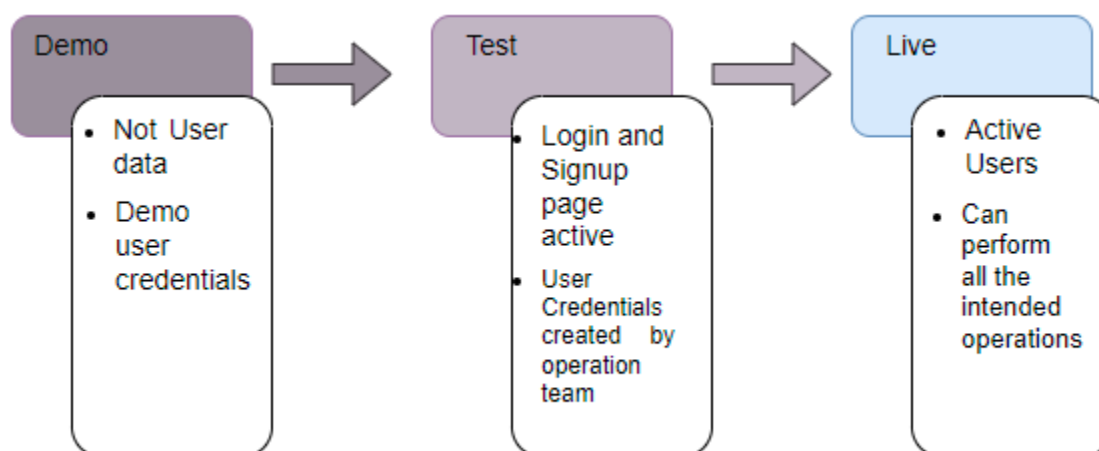 Demo
Not User
data
Demo
user
credentials
Test
Login and
Signup
page
active
User
Credentials
created by
operation
team
Live
Active
Users
Can
perform
all the
intended
operations